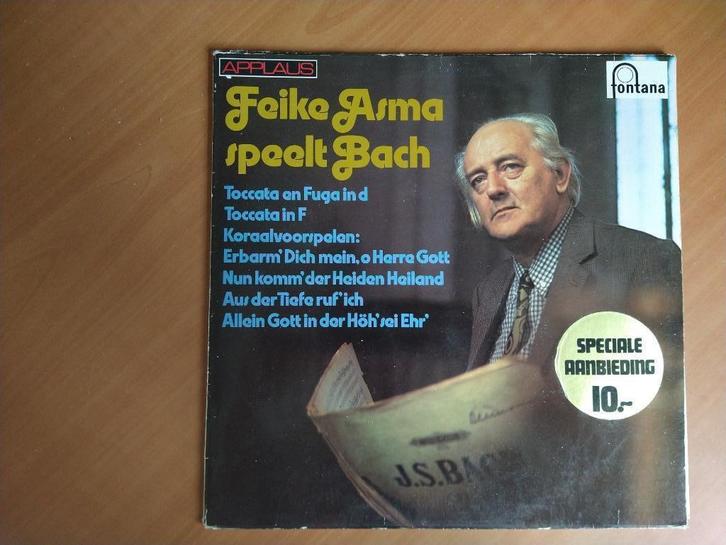 APPLAUS
fontana
Feike Asma
speelt Bach
Toccata en Fuga in d
Toccata in F
Koraalvoorspelen:
Erbarm' Dich mein, o Herre Gott
Nun komm' der Heiden Heiland
Aus der Tiefe ruf' ich
Allein Gott in der Höh' sei Ehr'
SPECIALE
AANBIEDING
10.-
J.S.BACH